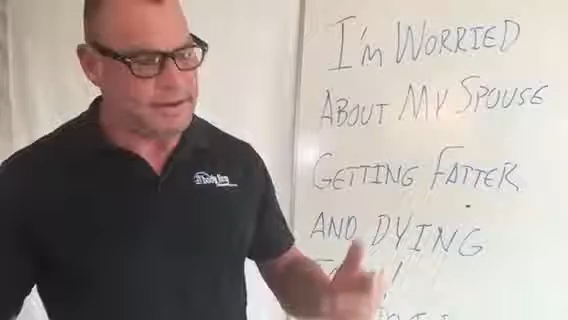 I'm WORRIED
ABOUT MY SPOUSE
GETTING FATTER
AND DYING